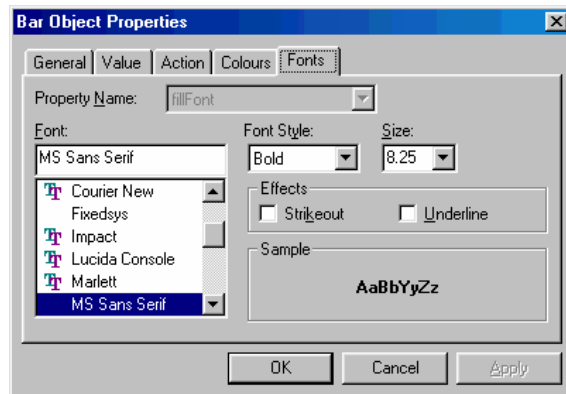 Bar Object Properties
General Value Action Colours Fonts
Property Name: fillFont
Font: Font Style: Size:
MS Sans Serif Bold 8.25
Courier New
Fixedsys
Impact
Lucida Console
Marlett
MS Sans Serif
Effects
Strikeout Underline
Sample
AaBbYyZz
OK Cancel Apply